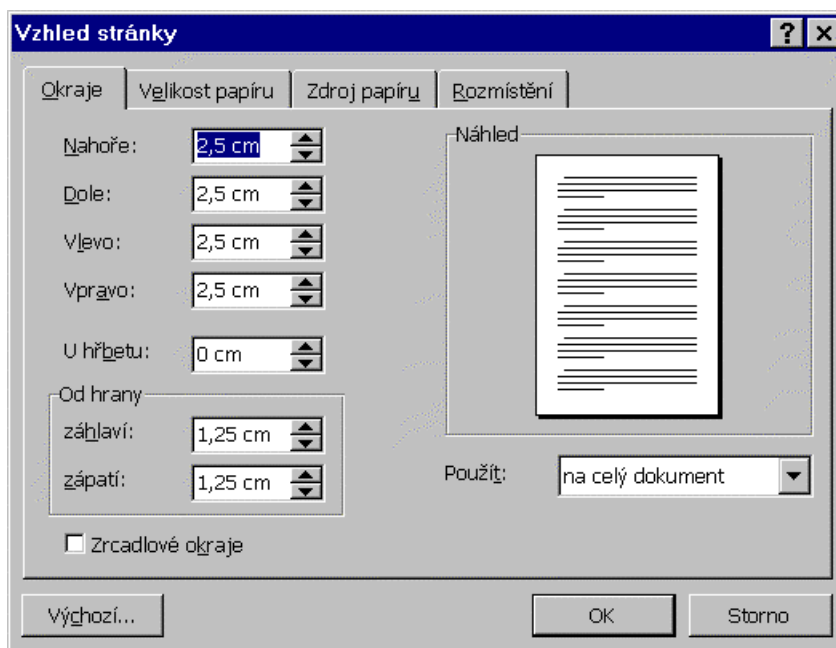 Vzhled stránky
Okraje Velikost papíru Zdroj papíru Rozmístění
Nahoře: 2,5 cm
Dole: 2,5 cm
Vlevo: 2,5 cm
Vpravo: 2,5 cm
U hřbetu: 0 cm
Od hrany
záhlaví: 1,25 cm
zápatí: 1,25 cm
Zrcadlové okraje
Náhled
Použít: na celý dokument
Výchozí... OK Storno